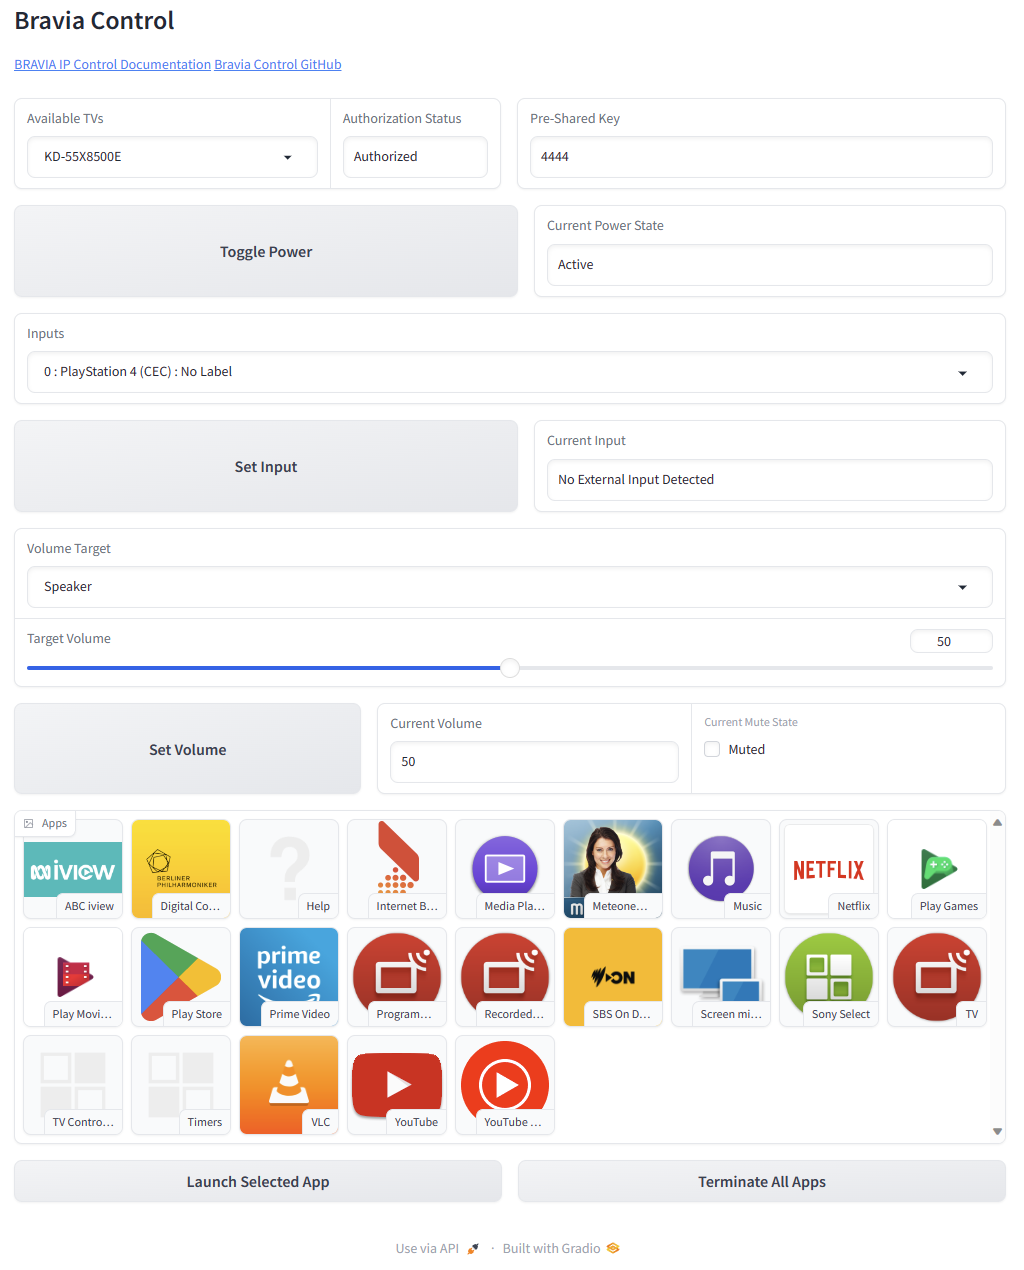 Bravia Control
BRAVIA IP Control Documentation Bravia Control GitHub
Available TVs
KD-55X8500E
Authorization Status
Authorized
Pre-Shared Key
4444
Toggle Power
Current Power State
Active
Inputs
0 : PlayStation 4 (CEC) : No Label
Set Input
Current Input
No External Input Detected
Volume Target
Speaker
Target Volume
50
Set Volume
Current Volume
50
Current Mute State
Muted
Apps
iview
ABC iview
BERLINER
PHILHARMONIKER
Digital Co...
?
Help
Internet B...
Media Pla...
m
Meteone...
Music
NETFLIX
Netflix
Play Games
Play Movi...
Play Store
prime
video
Prime Video
Program...
Recorded...
ON
SBS On D...
Screen mi...
Sony Select
TV
TV Contro...
Timers
VLC
YouTube
YouTube ...
Launch Selected App
Terminate All Apps
Use via API · Built with Gradio